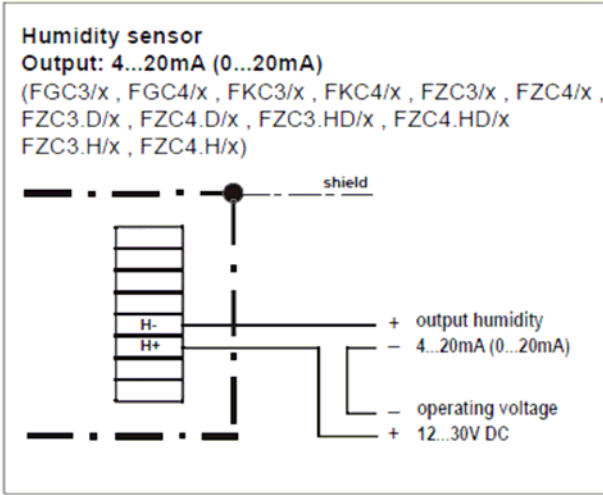 Humidity sensor
Output: 4...20mA (0...20mA)
(FGC3/x , FGC4/x , FKC3/x , FKC4/x , FZC3/x , FZC4/x ,
FZC3.D/x , FZC4.D/x , FZC3.HD/x , FZC4.HD/x
FZC3.H/x , FZC4.H/x)
shield
H-
H+
+ output humidity
– 4...20mA (0...20mA)
– operating voltage
+ 12...30V DC